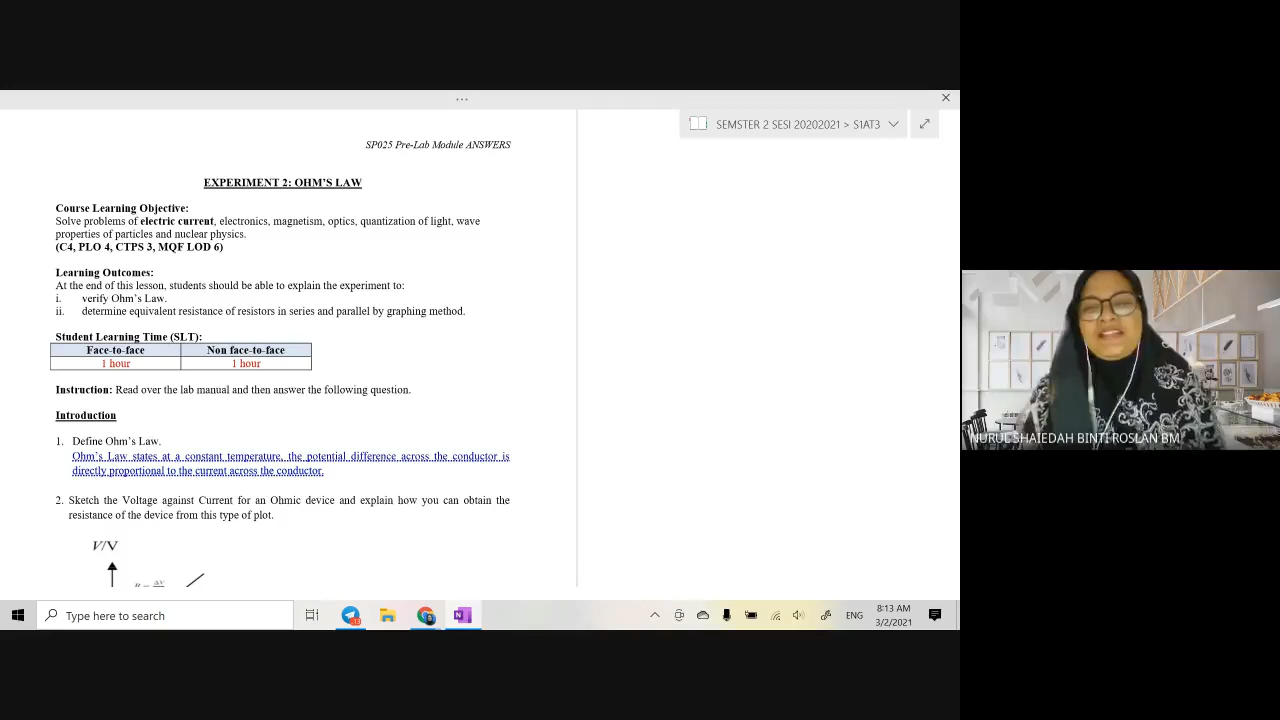 SEMSTER 2 SESI 20202021 > S1AT3
SP025 Pre-Lab Module ANSWERS
EXPERIMENT 2: OHM'S LAW
Course Learning Objective:
Solve problems of electric current, electronics, magnetism, optics, quantization of light, wave
properties of particles and nuclear physics.
(C4, PLO 4, CTPS 3, MQF LOD 6)
Learning Outcomes:
At the end of this lesson, students should be able to explain the experiment to:
i. verify Ohm's Law.
ii. determine equivalent resistance of resistors in series and parallel by graphing method.
Student Learning Time (SLT):
Face-to-face Non face-to-face
1 hour 1 hour
Instruction: Read over the lab manual and then answer the following question.
Introduction
1. Define Ohm's Law.
Ohm's Law states at a constant temperature, the potential difference across the conductor is
directly proportional to the current across the conductor.
2. Sketch the Voltage against Current for an Ohmic device and explain how you can obtain the
resistance of the device from this type of plot.
V/V
NURUL SHAIEDAH BINTI ROSLAN BM
Type here to search
ENG
8:13 AM
3/2/2021